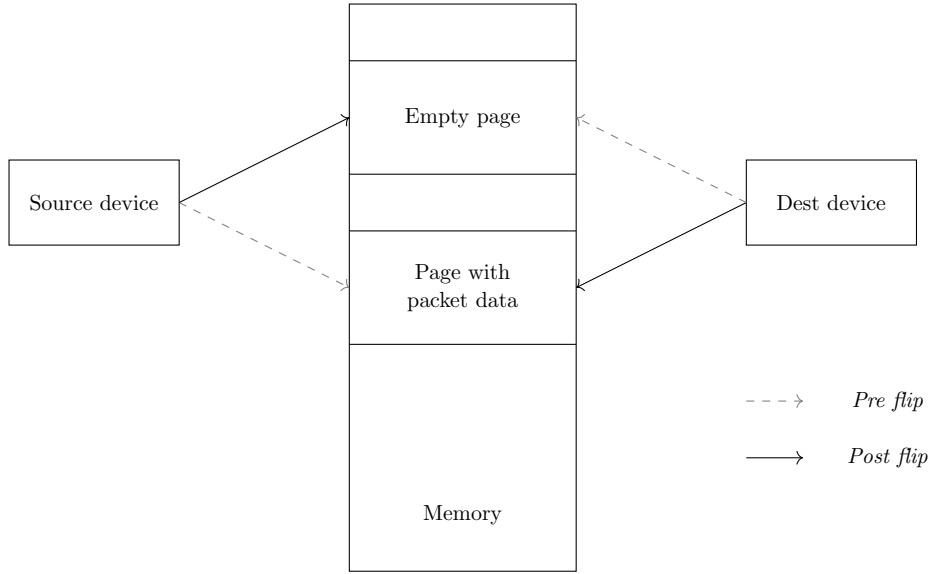 Empty page
Source device
Dest device
Page with
packet data
Pre flip
Post flip
Memory